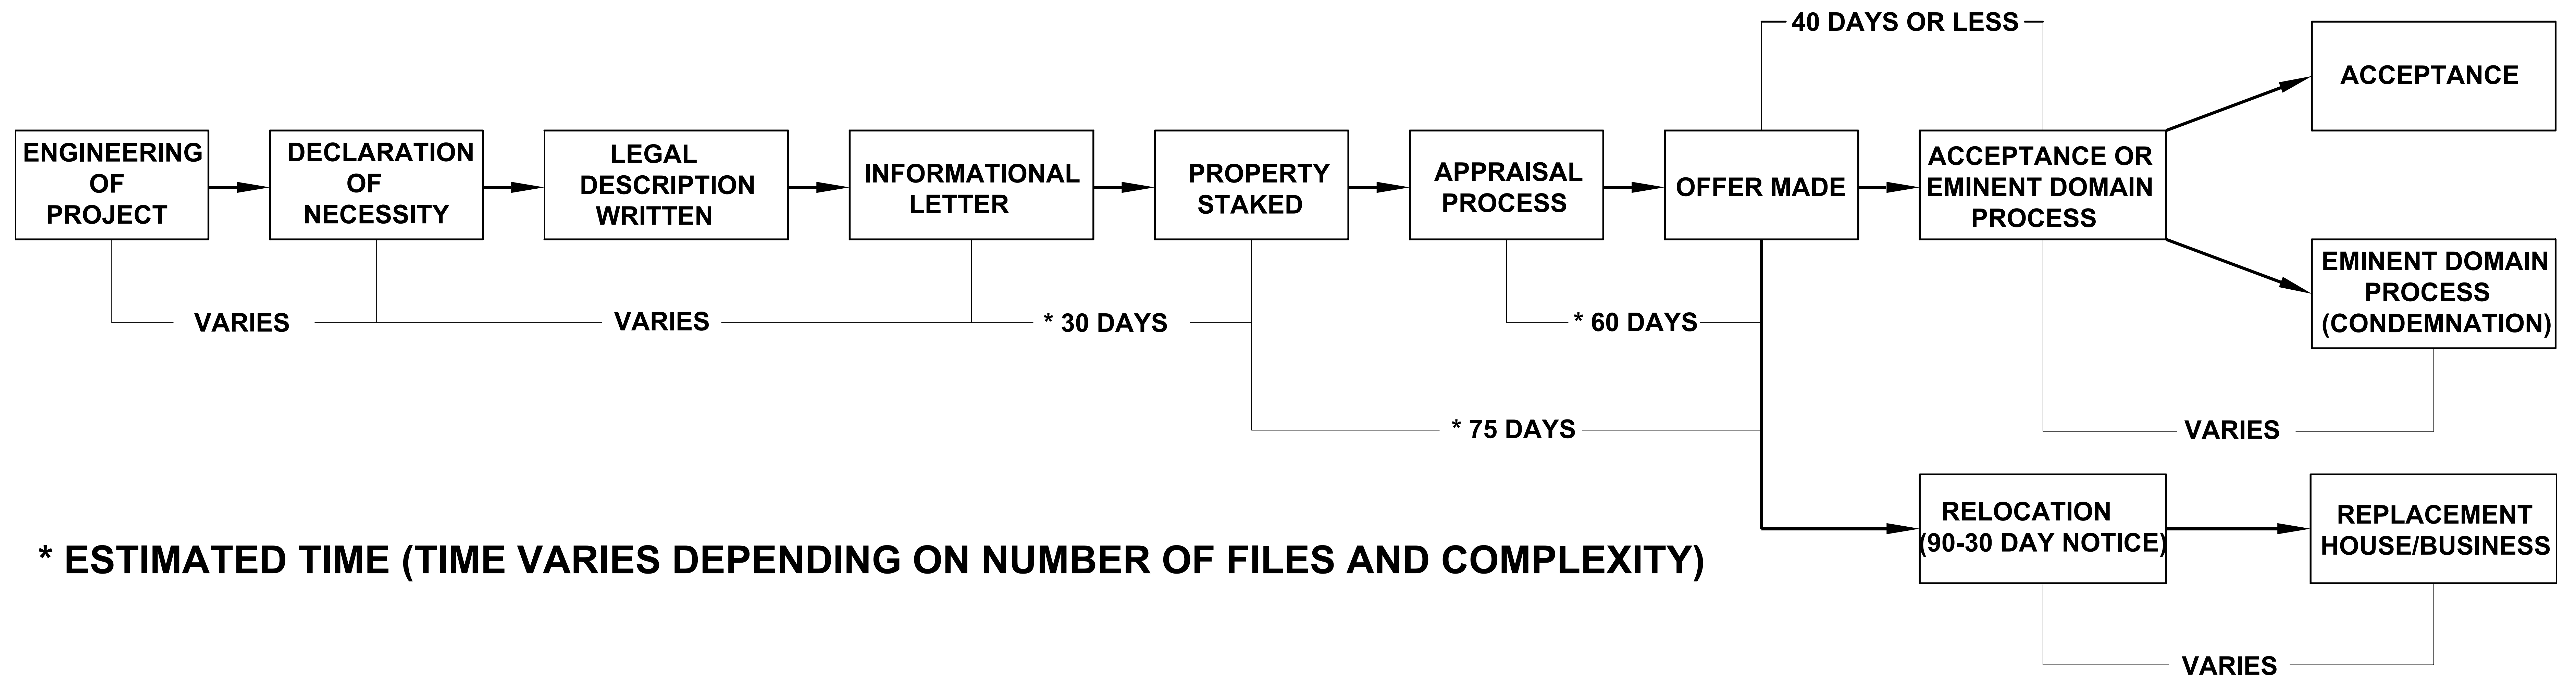 40 DAYS OR LESS
ACCEPTANCE
ENGINEERING
OF
PROJECT
DECLARATION
OF
NECESSITY
LEGAL
DESCRIPTION
WRITTEN
INFORMATIONAL
LETTER
PROPERTY
STAKED
APPRAISAL
PROCESS
OFFER MADE
ACCEPTANCE OR
EMINENT DOMAIN
PROCESS
EMINENT DOMAIN
PROCESS
(CONDEMNATION)
VARIES
VARIES
* 30 DAYS
* 60 DAYS
* 75 DAYS
VARIES
RELOCATION
(90-30 DAY NOTICE)
REPLACEMENT
HOUSE/BUSINESS
* ESTIMATED TIME (TIME VARIES DEPENDING ON NUMBER OF FILES AND COMPLEXITY)
VARIES